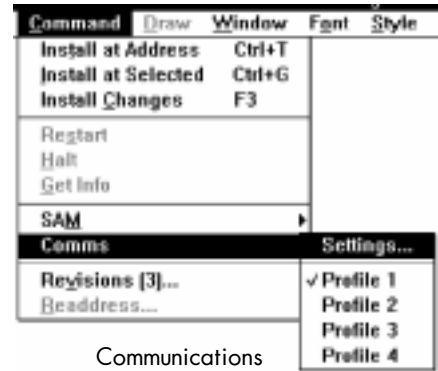 Command Draw Window Font Style
Install at Address Ctrl+T
Install at Selected Ctrl+G
Install Changes F3
Restart
Halt
Get Info
SAM
Comms Settings...
Revisions (3)... ✓ Profile 1
Readdress... Profile 2
Profile 3
Communications Profile 4